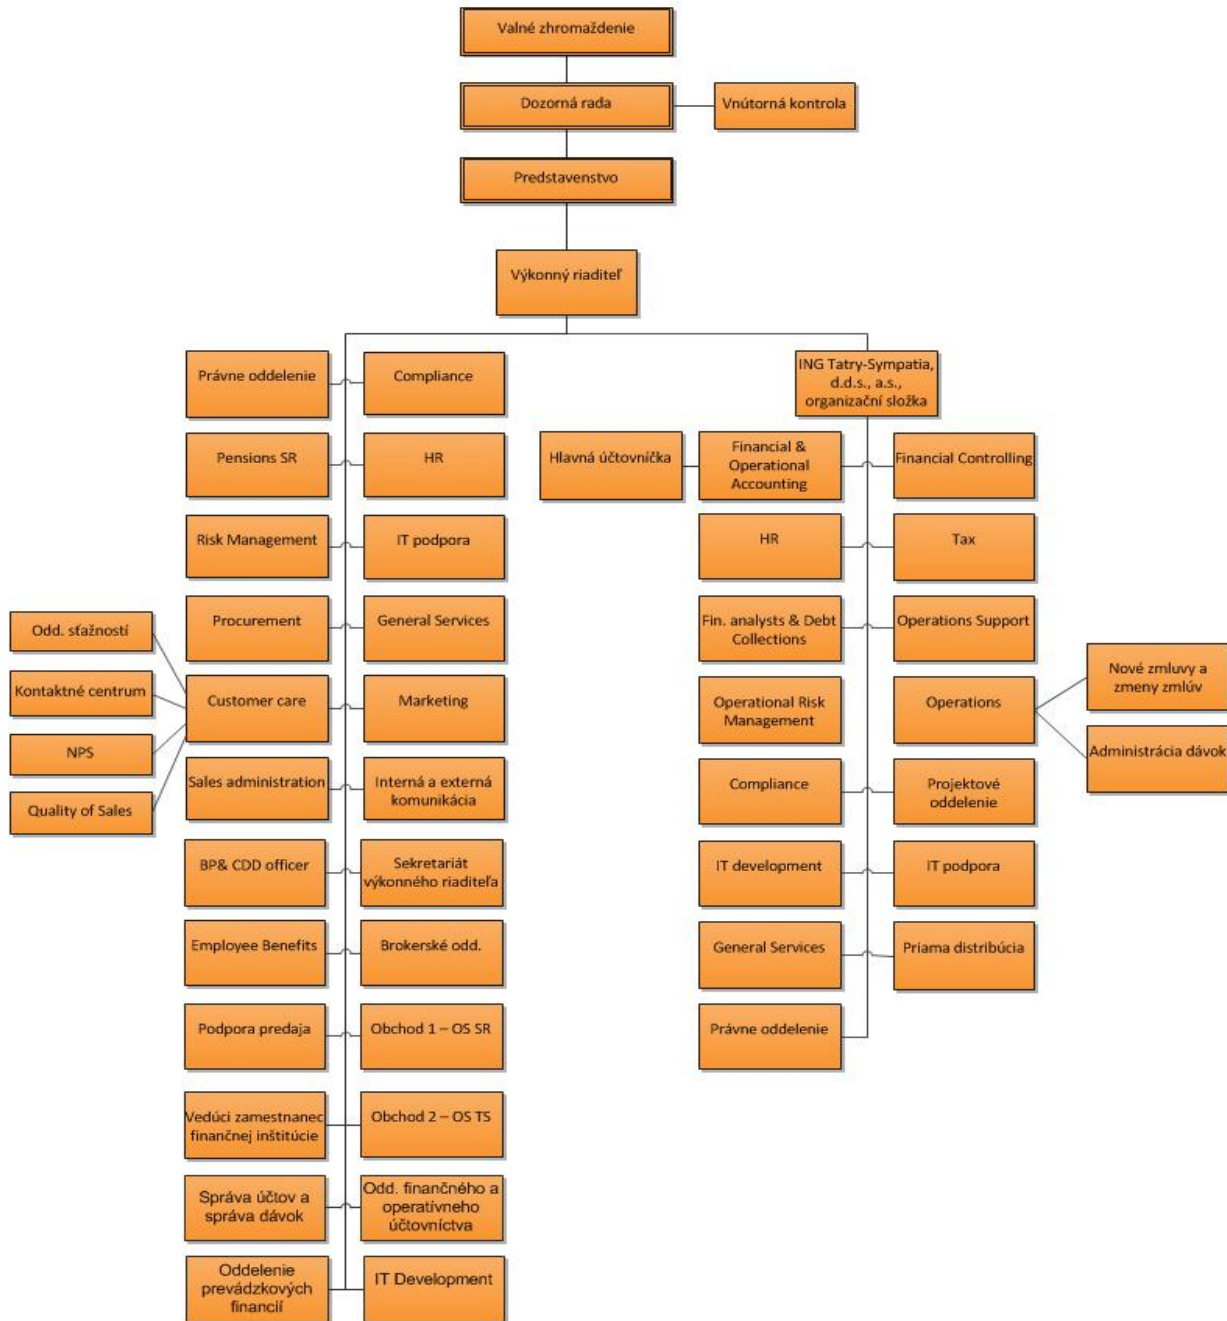 Valné zhromaždenie
Dozorná rada
Vnútorná kontrola
Predstavenstvo
Výkonný riaditeľ
Právne oddelenie
Compliance
Pensions SR
HR
Risk Management
IT podpora
Procurement
General Services
Odd. sťažností
Kontaktné centrum
NPS
Quality of Sales
Customer care
Marketing
Sales administration
Interná a externá
komunikácia
BP& CDD officer
Sekretariát
výkonného riaditeľa
Employee Benefits
Brokerské odd.
Podpora predaja
Obchod 1 – OS SR
Vedúci zamestnanec
finančnej inštitúcie
Obchod 2 – OS TS
Správa účtov a
správa dávok
Odd. finančného a
operatívneho
účtovníctva
Oddelenie
prevádzkových
financií
IT Development
ING Tatry-Sympatia,
d.d.s., a.s.,
organizační složka
Hlavná účtovníčka
Financial &
Operational
Accounting
Financial Controlling
HR
Tax
Fin. analysts & Debt
Collections
Operations Support
Operational Risk
Management
Operations
Nové zmluvy a
zmeny zmlúv
Administrácia dávok
Compliance
Projektové
oddelenie
IT development
IT podpora
General Services
Priama distribúcia
Právne oddelenie